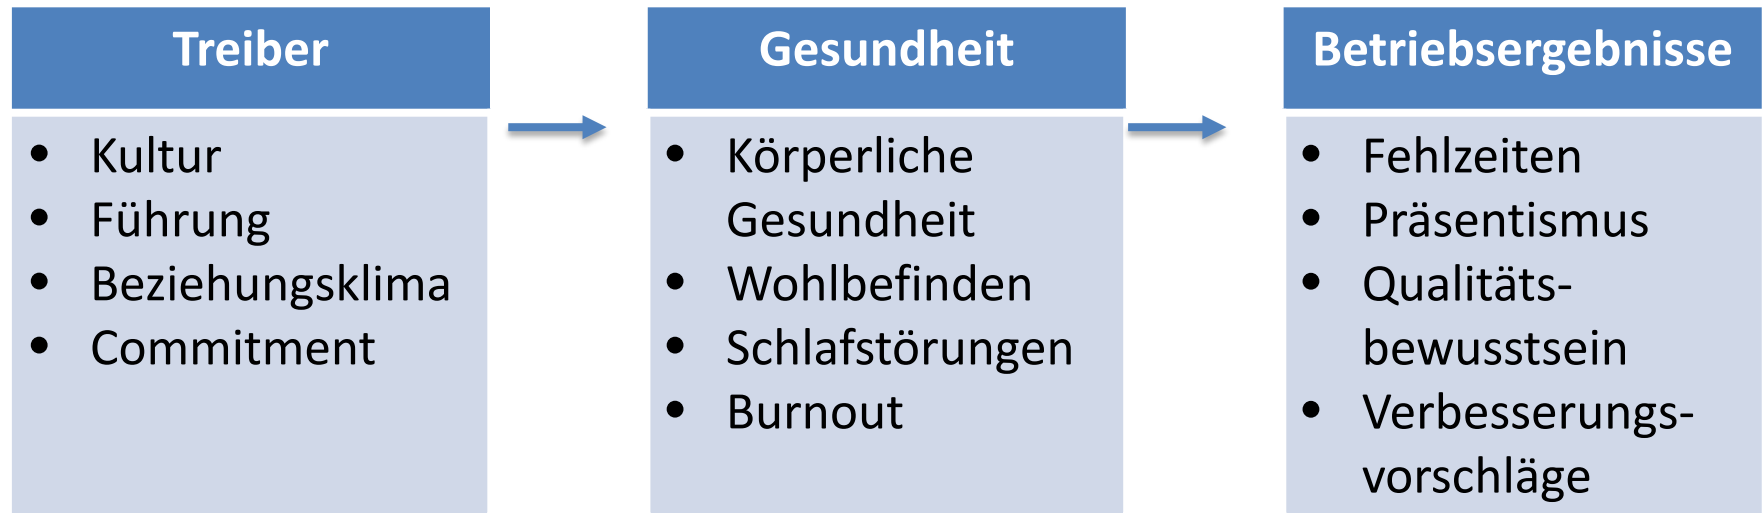 Treiber
• Kultur
• Führung
• Beziehungsklima
• Commitment
Gesundheit
• Körperliche
Gesundheit
• Wohlbefinden
• Schlafstörungen
• Burnout
Betriebsergebnisse
• Fehlzeiten
• Präsentismus
• Qualitäts-
bewusstsein
• Verbesserungs-
vorschläge